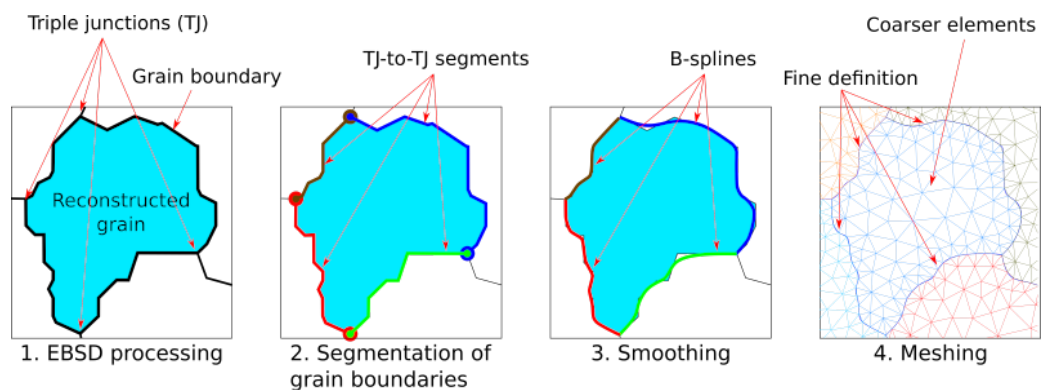 Triple junctions (TJ)
Grain boundary
Reconstructed
grain
1. EBSD processing
TJ-to-TJ segments
2. Segmentation of
grain boundaries
B-splines
3. Smoothing
Coarser elements
Fine definition
4. Meshing